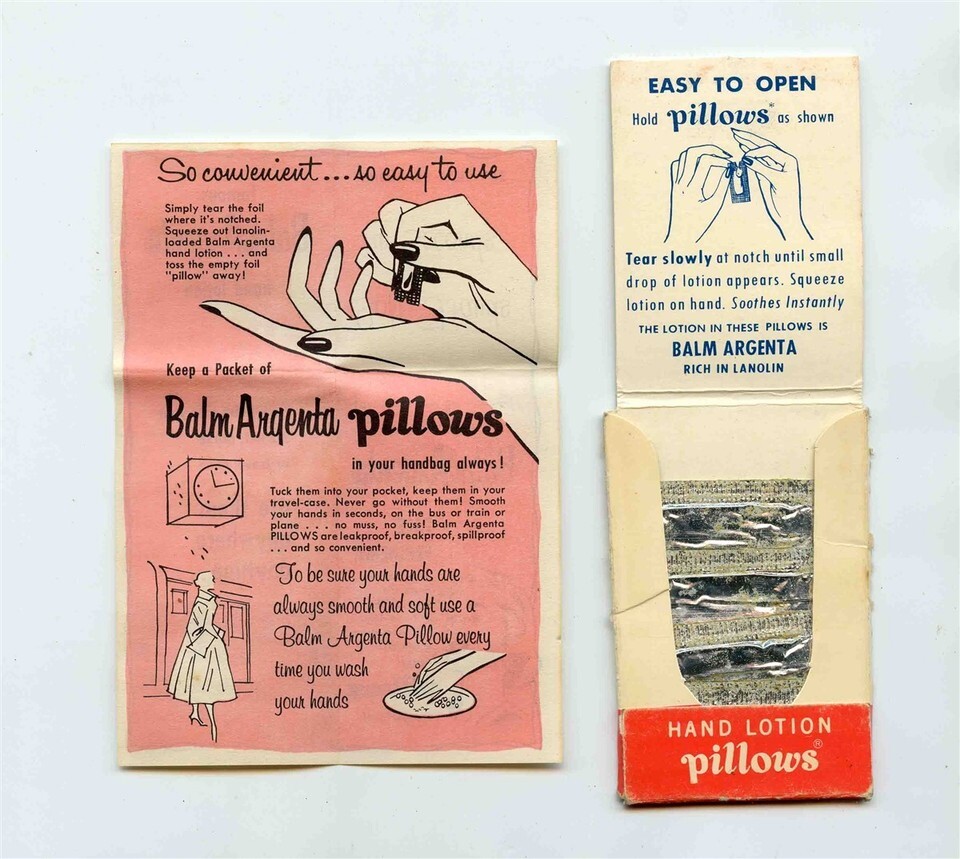 So convenient...so easy to use
Simply tear the foil
where it's notched.
Squeeze out lanolin-
loaded Balm Argenta
hand lotion . . . and
toss the empty foil
"pillow" away!
Keep a Packet of
Balm Argenta pillows
in your handbag always!
Tuck them into your pocket, keep them in your
travel-case. Never go without them! Smooth
your hands in seconds, on the bus or train or
plane . . . no muss, no fuss! Balm Argenta
PILLOWS are leakproof, breakproof, spillproof
. . . and so convenient.
To be sure your hands are
always smooth and soft use a
Balm Argenta Pillow every
time you wash
your hands
EASY TO OPEN
Hold pillows* as shown
Tear slowly at notch until small
drop of lotion appears. Squeeze
lotion on hand. Soothes Instantly
THE LOTION IN THESE PILLOWS IS
BALM ARGENTA
RICH IN LANOLIN
HAND LOTION
pillows®